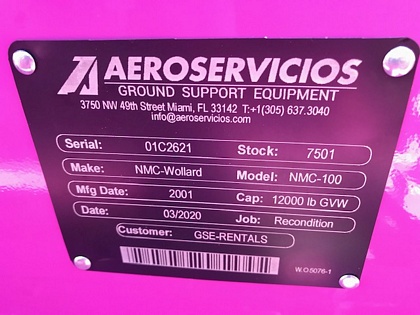 AEROSERVICIOS
GROUND SUPPORT EQUIPMENT
3750 NW 49th Street Miami, FL 33142 T:+1(305) 637.3040
info@aeroservicios.com
Serial: 01C2621 Stock: 7501
Make: NMC-Wollard Model: NMC-100
Mfg Date: 2001 Cap: 12000 lb GVW
Date: 03/2020 Job: Recondition
Customer: GSE-RENTALS
W.O5076-1